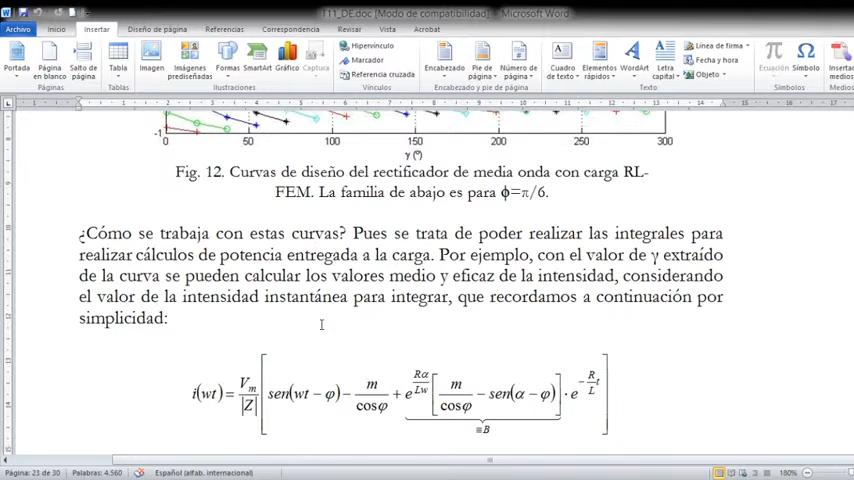 T11_DE.doc [Modo de compatibilidad] - Microsoft Word
Archivo Inicio Insertar Diseño de página Referencias Correspondencia Revisar Vista Acrobat
Portada Página en blanco Salto de página
Páginas
Tabla
Tablas
Imagen Imágenes prediseñadas Formas SmartArt Gráfico Captura
Ilustraciones
Hipervínculo
Marcador
Referencia cruzada
Vínculos
Encabezado Pie de página Número de página
Encabezado y pie de página
Cuadro de texto Elementos rápidos WordArt Letra capital
Línea de firma
Fecha y hora
Objeto
Texto
Ecuación Símbolo
Símbolos
Insertar medios
Medios
-1
0 50 100 150 200 250 300
y (º)
Fig. 12. Curvas de diseño del rectificador de media onda con carga RL-
FEM. La familia de abajo es para ϕ=π/6.
¿Cómo se trabaja con estas curvas? Pues se trata de poder realizar las integrales para
realizar cálculos de potencia entregada a la carga. Por ejemplo, con el valor de γ extraído
de la curva se pueden calcular los valores medio y eficaz de la intensidad, considerando
el valor de la intensidad instantánea para integrar, que recordamos a continuación por
simplicidad:
i(wt) = V_m/|Z| [ sen(wt − φ) − m/cosφ + e^{Rα/Lw} [ m/cosφ − sen(α − φ) ] · e^{−R/L t} ]
≡B
Página: 23 de 30 Palabras: 4.560 Español (alfab. internacional) 180%